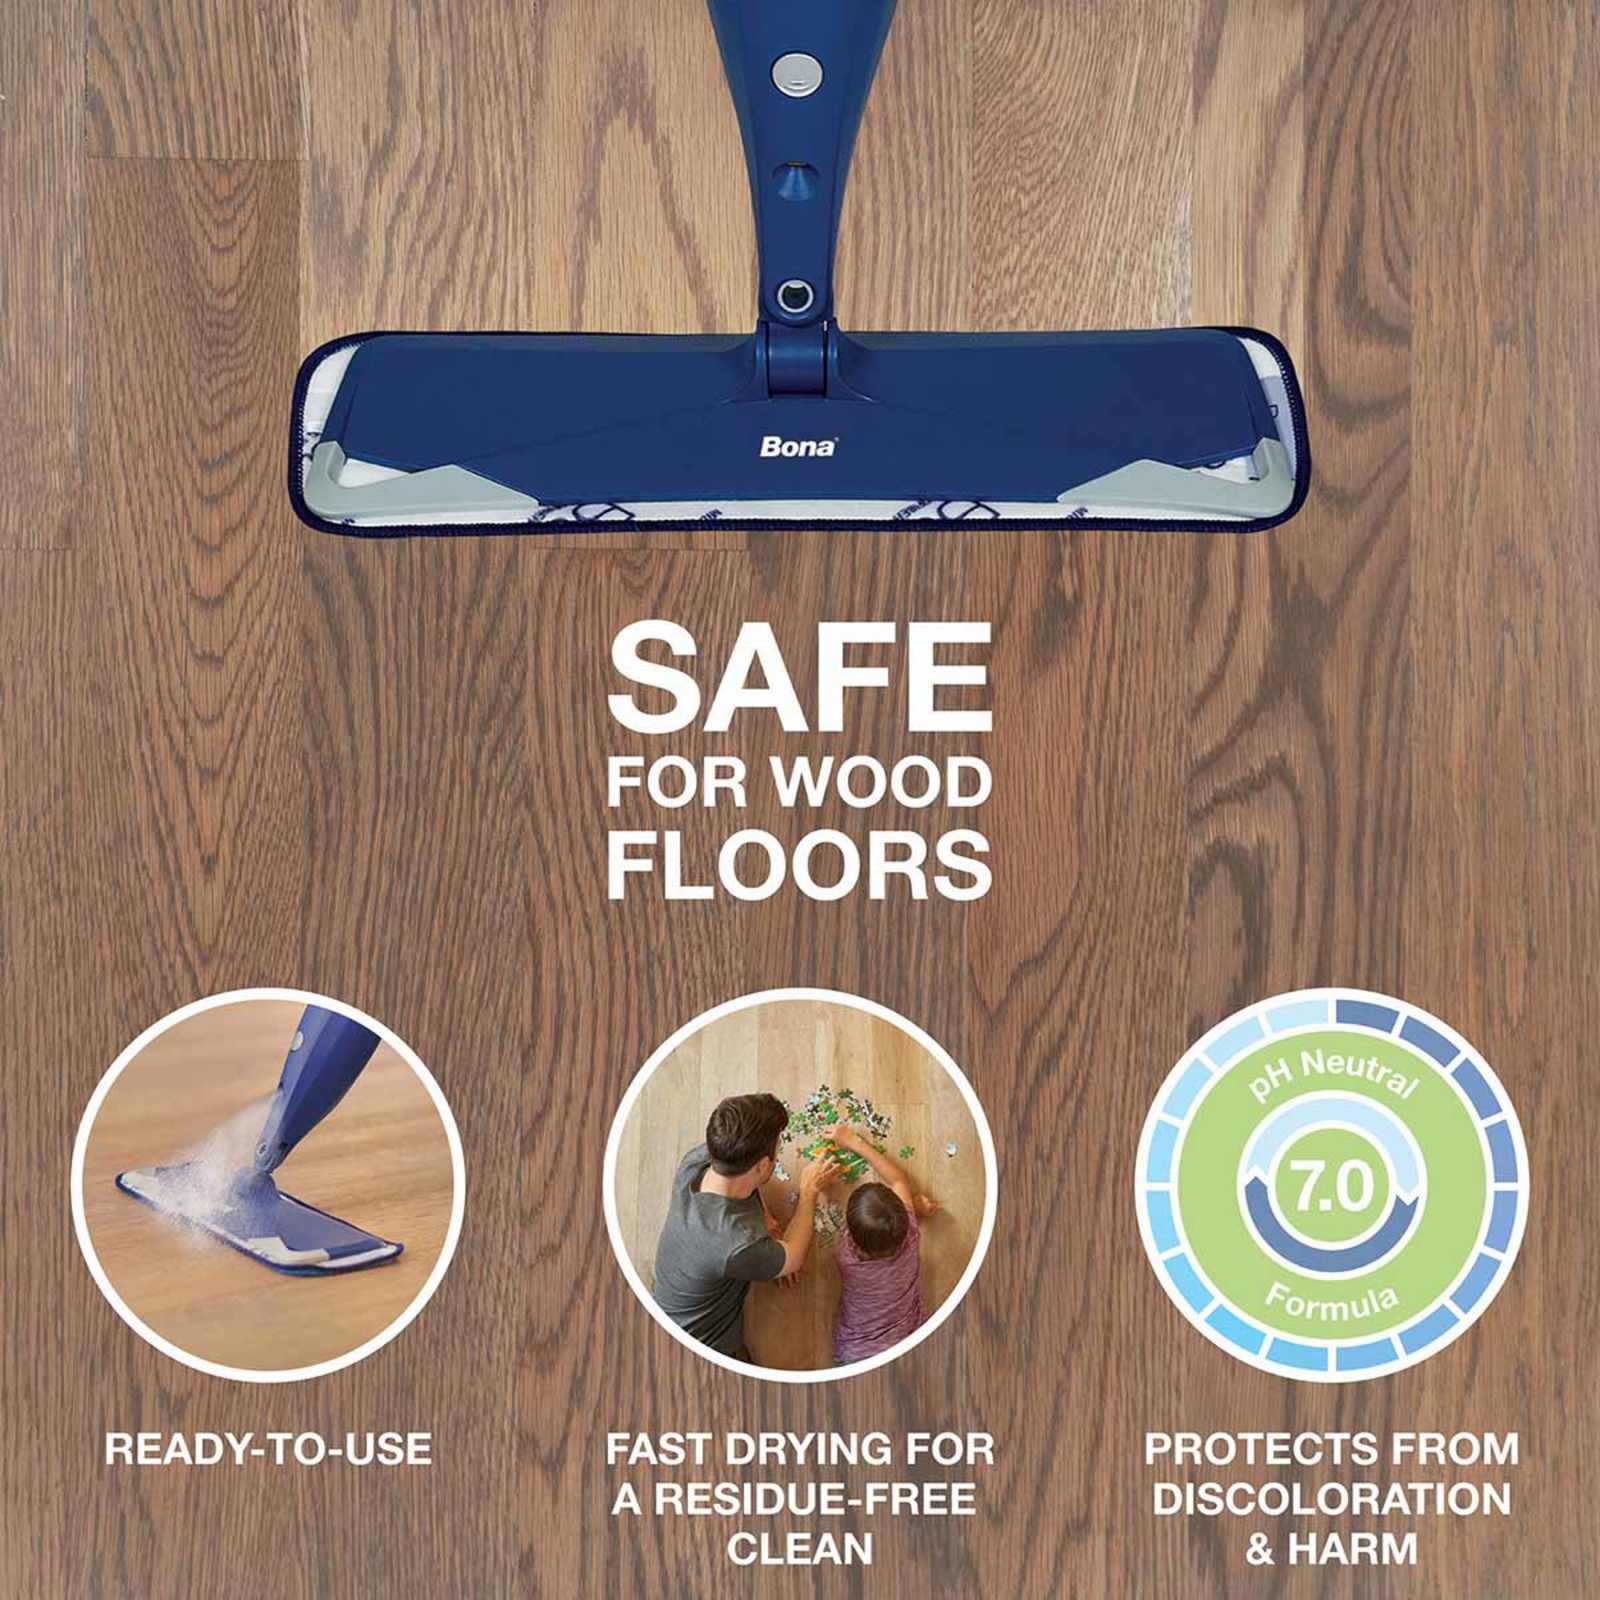 Bona
SAFE
FOR WOOD
FLOORS
pH Neutral
7.0
Formula
READY-TO-USE
FAST DRYING FOR
A RESIDUE-FREE
CLEAN
PROTECTS FROM
DISCOLORATION
& HARM